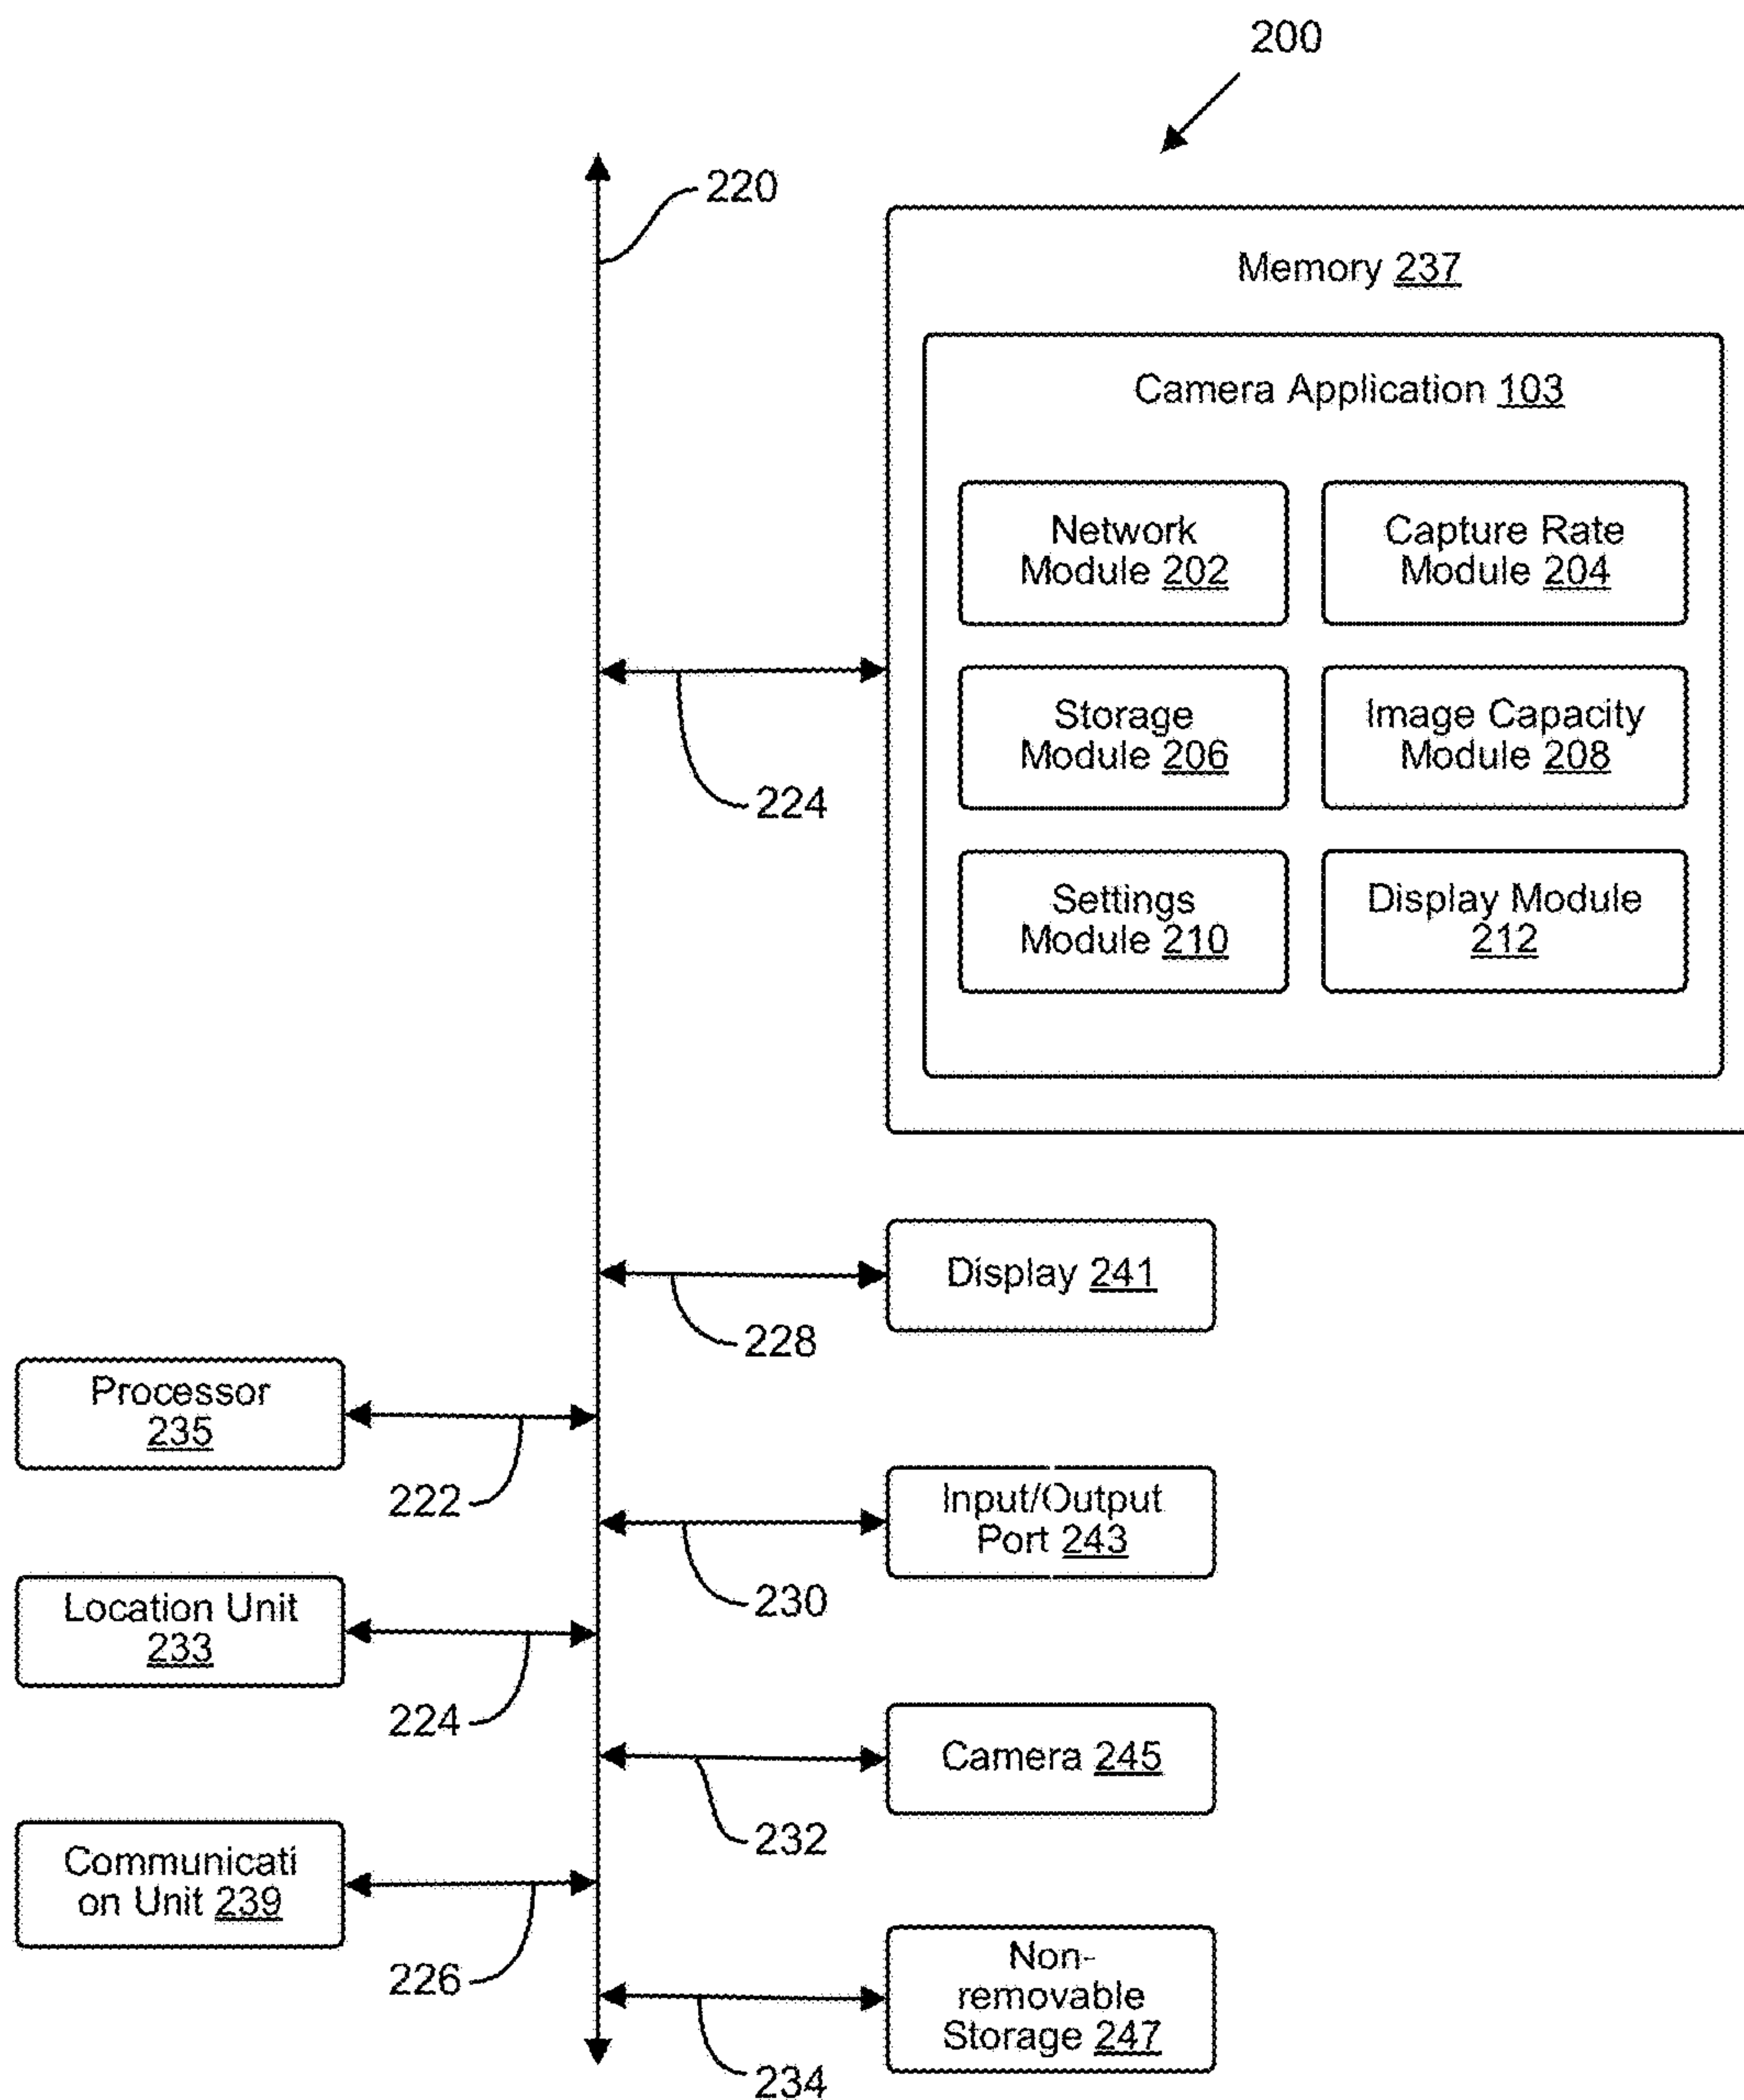 200
220
Memory 237
Camera Application 103
Network
Module 202
Capture Rate
Module 204
224
Storage
Module 206
Image Capacity
Module 208
Settings
Module 210
Display Module
212
Display 241
228
Processor
235
222
Input/Output
Port 243
230
Location Unit
233
224
Camera 245
232
Communicati
on Unit 239
226
Non-
removable
Storage 247
234